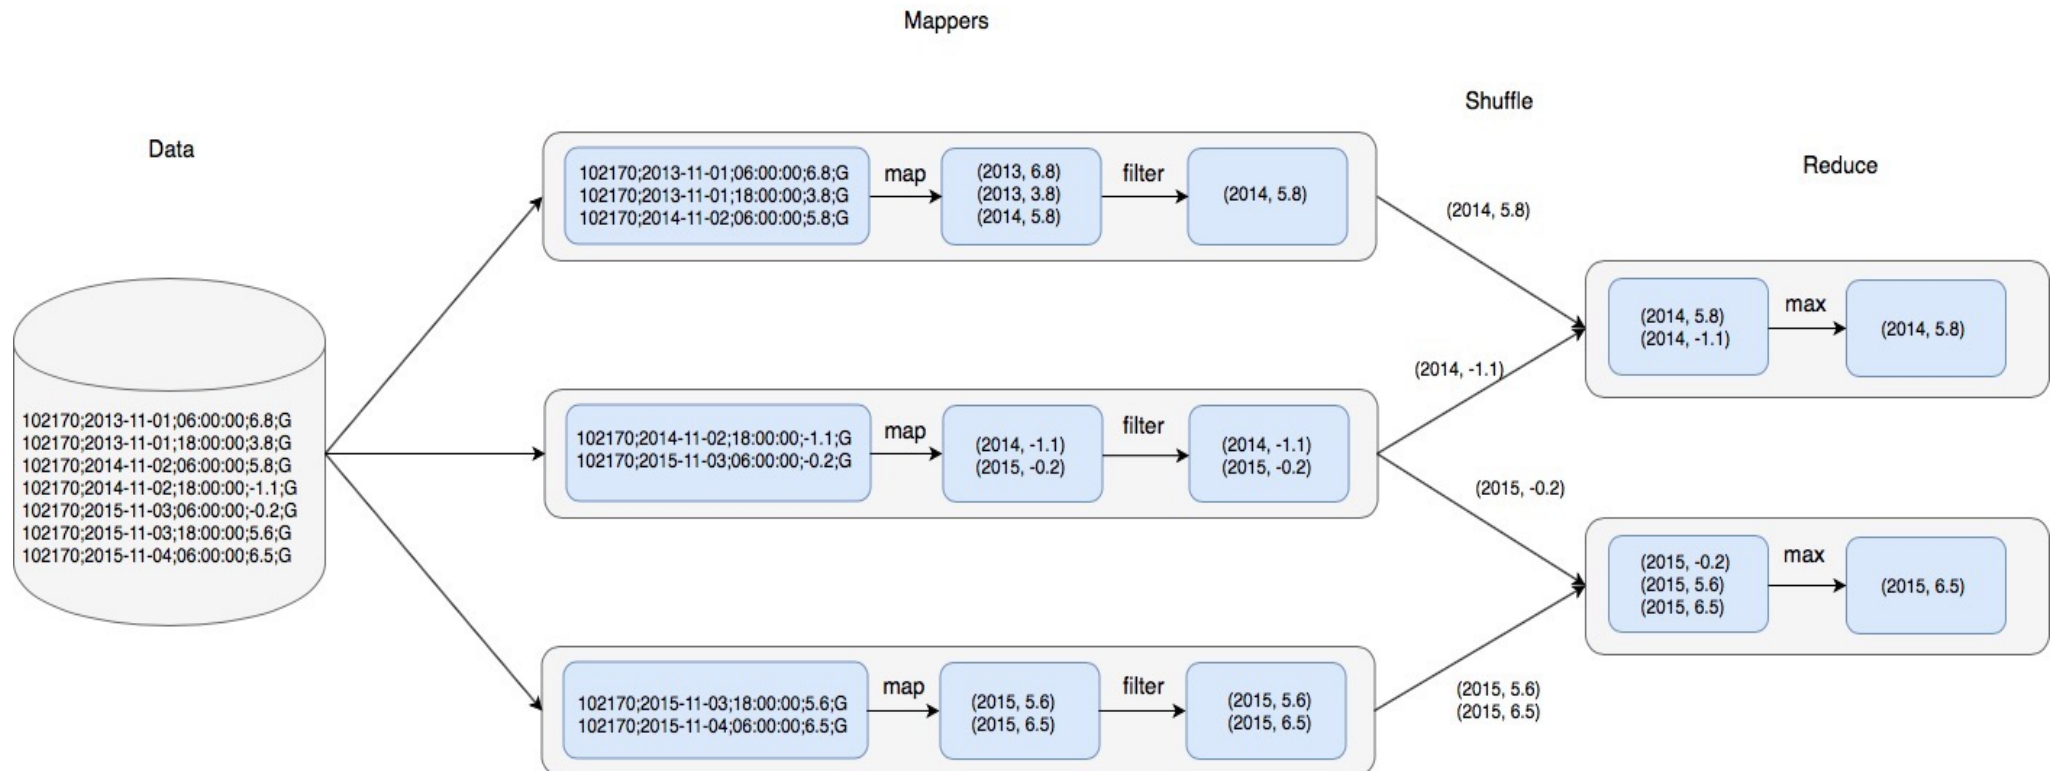 Mappers
Shuffle
Data
Reduce
102170;2013-11-01;06:00:00;6.8;G
102170;2013-11-01;18:00:00;3.8;G
102170;2014-11-02;06:00:00;5.8;G
map
(2013, 6.8)
(2013, 3.8)
(2014, 5.8)
filter
(2014, 5.8)
(2014, 5.8)
102170;2013-11-01;06:00:00;6.8;G
102170;2013-11-01;18:00:00;3.8;G
102170;2014-11-02;06:00:00;5.8;G
102170;2014-11-02;18:00:00;-1.1;G
102170;2015-11-03;06:00:00;-0.2;G
102170;2015-11-03;18:00:00;5.6;G
102170;2015-11-04;06:00:00;6.5;G
102170;2014-11-02;18:00:00;-1.1;G
102170;2015-11-03;06:00:00;-0.2;G
map
(2014, -1.1)
(2015, -0.2)
filter
(2014, -1.1)
(2015, -0.2)
(2014, -1.1)
(2015, -0.2)
(2014, 5.8)
(2014, -1.1)
max
(2014, 5.8)
102170;2015-11-03;18:00:00;5.6;G
102170;2015-11-04;06:00:00;6.5;G
map
(2015, 5.6)
(2015, 6.5)
filter
(2015, 5.6)
(2015, 6.5)
(2015, 5.6)
(2015, 6.5)
(2015, -0.2)
(2015, 5.6)
(2015, 6.5)
max
(2015, 6.5)